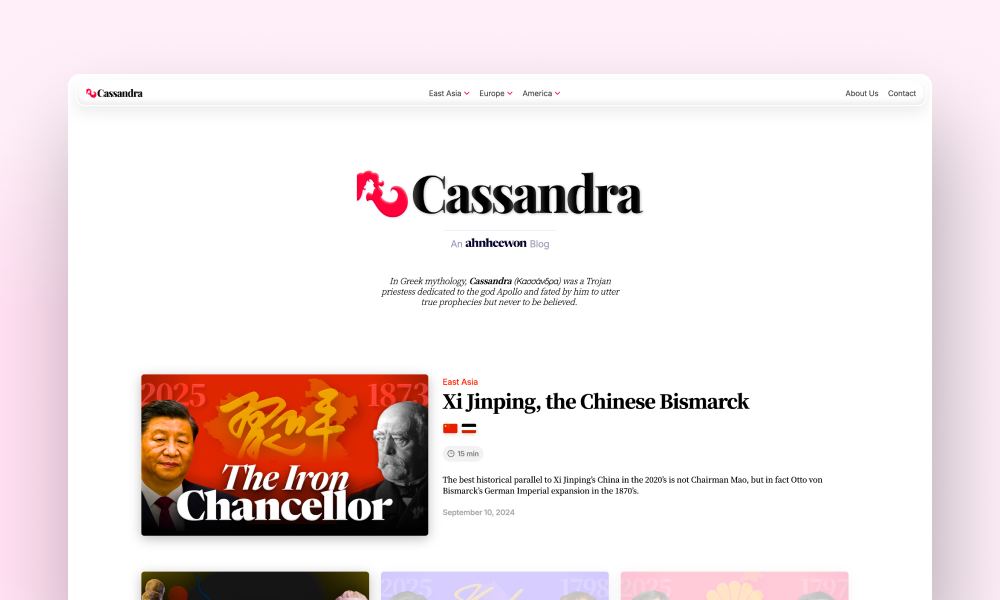 Cassandra
East Asia Europe America
About Us Contact
Cassandra
An ahnheewon Blog
In Greek mythology, Cassandra (Κασσάνδρα) was a Trojan
priestess dedicated to the god Apollo and fated by him to utter
true prophecies but never to be believed.
2025 1873
The Iron
Chancellor
East Asia
Xi Jinping, the Chinese Bismarck
15 min
The best historical parallel to Xi Jinping's China in the 2020's is not Chairman Mao, but in fact Otto von
Bismarck's German Imperial expansion in the 1870's.
September 10, 2024
2025 1798
2025 1797